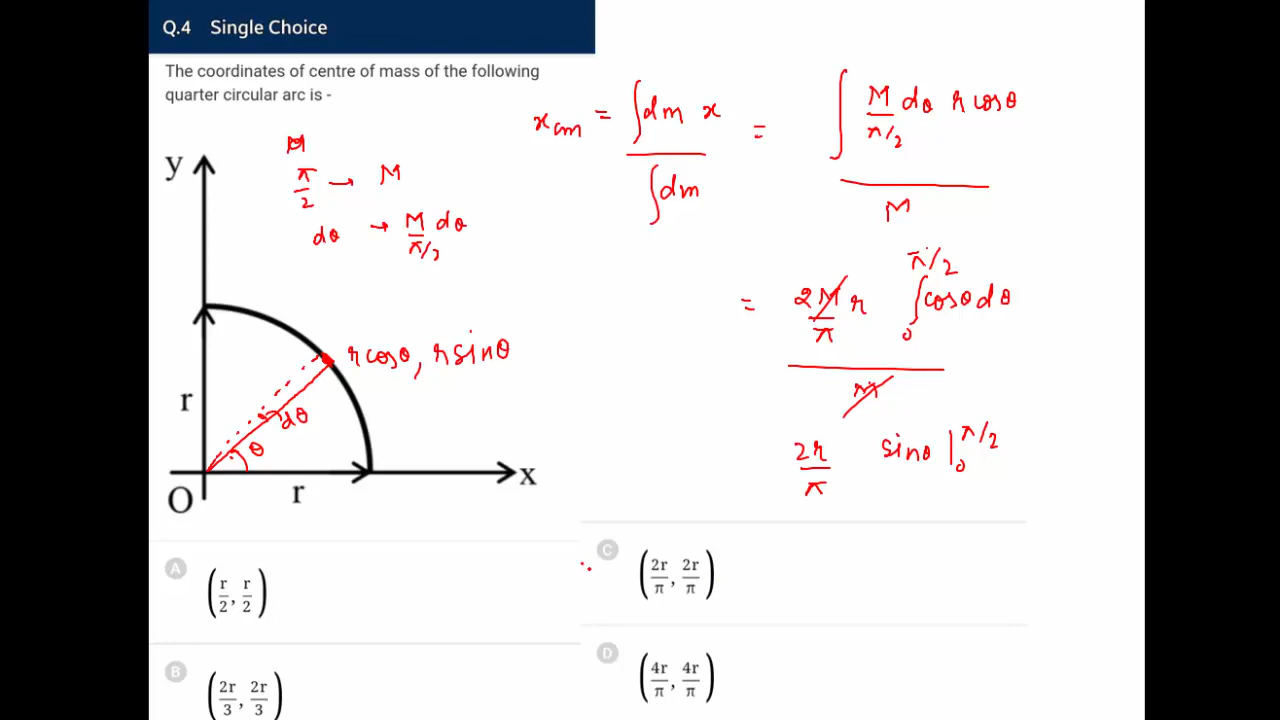 Q.4 Single Choice
The coordinates of centre of mass of the following
quarter circular arc is -
M
π/2 → M
dθ → M/π/2 dθ
y
r
O
r
x
θ
dθ
r cosθ, r sinθ
x cm = ∫dm x / ∫dm = ∫ M/π/2 dθ r cosθ / M
= 2M/π r ∫ 0 π/2 cosθ dθ / M
2r/π sinθ | 0 π/2
A (r/2, r/2)
B (2r/3, 2r/3)
C (2r/π, 2r/π)
D (4r/π, 4r/π)